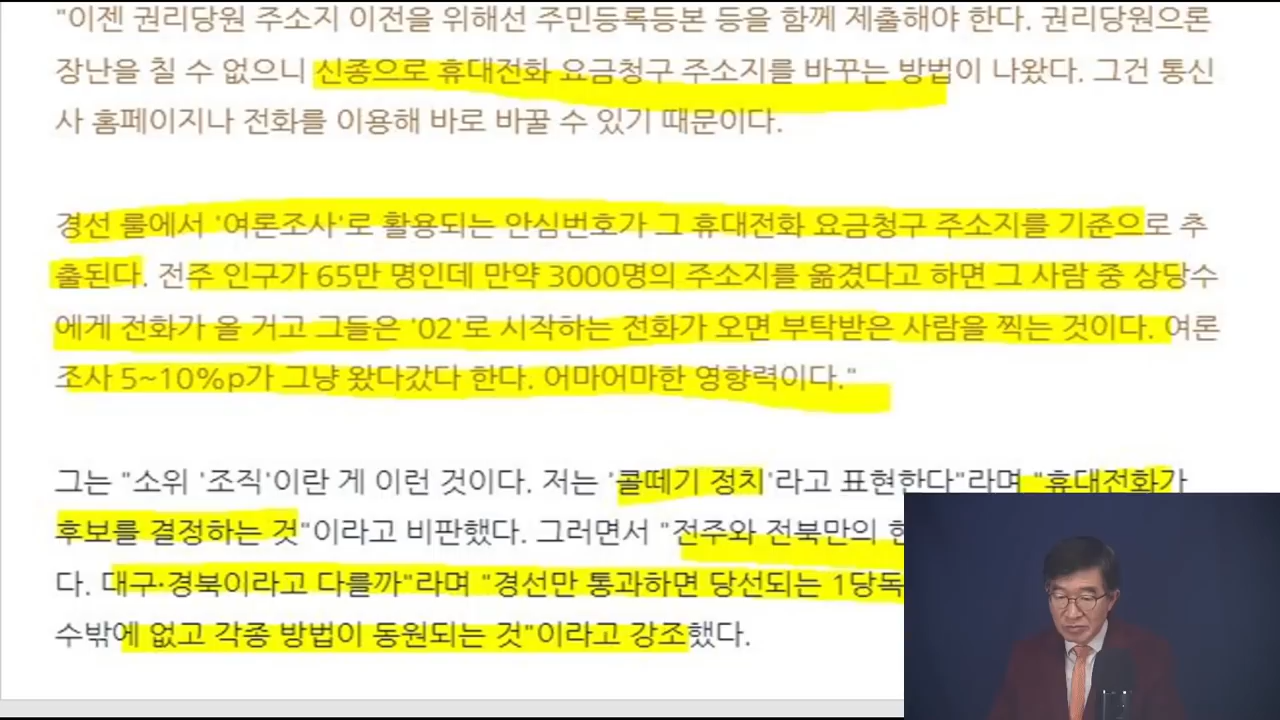 "이젠 권리당원 주소지 이전을 위해선 주민등록등본 등을 함께 제출해야 한다. 권리당원으론
장난을 칠 수 없으니 신종으로 휴대전화 요금청구 주소지를 바꾸는 방법이 나왔다. 그건 통신
사 홈페이지나 전화를 이용해 바로 바꿀 수 있기 때문이다.
경선 룰에서 '여론조사'로 활용되는 안심번호가 그 휴대전화 요금청구 주소지를 기준으로 추
출된다. 전주 인구가 65만 명인데 만약 3000명의 주소지를 옮겼다고 하면 그 사람 중 상당수
에게 전화가 올 거고 그들은 '02'로 시작하는 전화가 오면 부탁받은 사람을 찍는 것이다. 여론
조사 5~10%p가 그냥 왔다갔다 한다. 어마어마한 영향력이다."
그는 "소위 '조직'이란 게 이런 것이다. 저는 '콜떼기 정치'라고 표현한다"라며 "휴대전화가
후보를 결정하는 것"이라고 비판했다. 그러면서 "전주와 전북만의
다. 대구·경북이라고 다를까"라며 "경선만 통과하면 당선되는 1당독
수밖에 없고 각종 방법이 동원되는 것"이라고 강조했다.